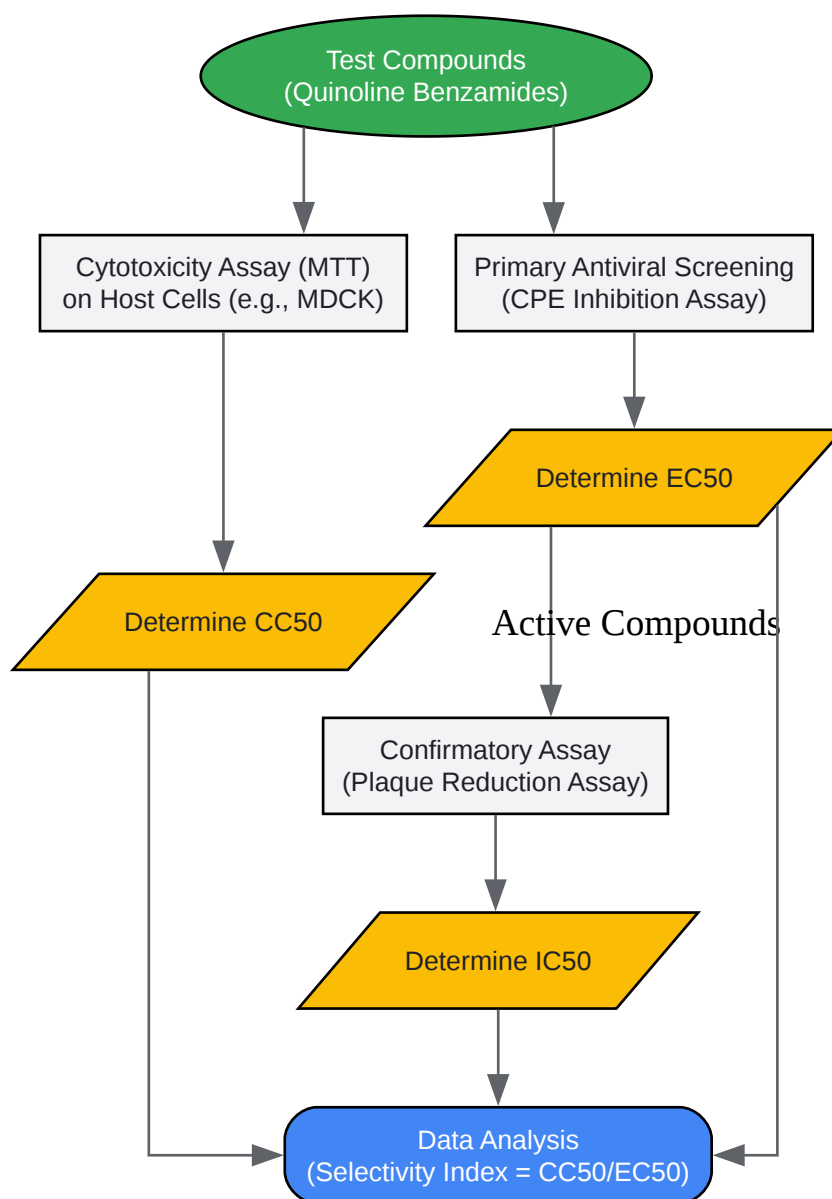 Test Compounds
(Quinoline Benzamides)
Cytotoxicity Assay (MTT)
on Host Cells (e.g., MDCK)
Primary Antiviral Screening
(CPE Inhibition Assay)
Determine EC50
Determine CC50
Active Compounds
Confirmatory Assay
(Plaque Reduction Assay)
Determine IC50
Data Analysis
(Selectivity Index = CC50/EC50)